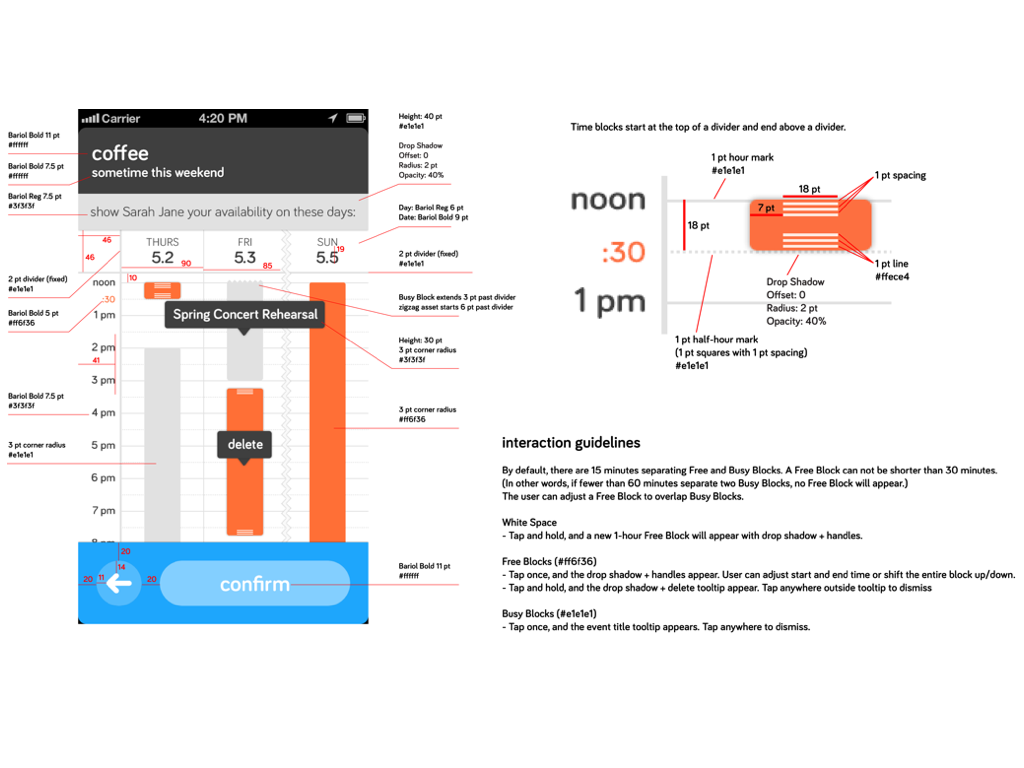 Bariol Bold 11 pt
#ffffff
Bariol Bold 7.5 pt
#ffffff
Bariol Reg 7.5 pt
#3f3f3f
46
46
2 pt divider (fixed)
#e1e1e1
Bariol Bold 5 pt
#ff6f36
41
Bariol Bold 7.5 pt
#3f3f3f
3 pt corner radius
#e1e1e1
Carrier
4:20 PM
coffee
sometime this weekend
show Sarah Jane your availability on these days:
THURS
FRI
SUN
5.2
5.3
5.5
19
90
85
10
noon
:30
1 pm
2 pm
3 pm
4 pm
5 pm
6 pm
7 pm
8 pm
Spring Concert Rehearsal
delete
20
14
20
11
20
confirm
Height: 40 pt
#e1e1e1
Drop Shadow
Offset: 0
Radius: 2 pt
Opacity: 40%
Day: Bariol Reg 6 pt
Date: Bariol Bold 9 pt
2 pt divider (fixed)
#e1e1e1
Busy Block extends 3 pt past divider
zigzag asset starts 6 pt past divider
Height: 30 pt
3 pt corner radius
#3f3f3f
3 pt corner radius
#ff6f36
Bariol Bold 11 pt
#ffffff
Time blocks start at the top of a divider and end above a divider.
1 pt hour mark
#e1e1e1
1 pt spacing
18 pt
7 pt
18 pt
noon
:30
1 pm
1 pt line
#ffece4
Drop Shadow
Offset: 0
Radius: 2 pt
Opacity: 40%
1 pt half-hour mark
(1 pt squares with 1 pt spacing)
#e1e1e1
interaction guidelines
By default, there are 15 minutes separating Free and Busy Blocks. A Free Block can not be shorter than 30 minutes.
(In other words, if fewer than 60 minutes separate two Busy Blocks, no Free Block will appear.)
The user can adjust a Free Block to overlap Busy Blocks.
White Space
- Tap and hold, and a new 1-hour Free Block will appear with drop shadow + handles.
Free Blocks (#ff6f36)
- Tap once, and the drop shadow + handles appear. User can adjust start and end time or shift the entire block up/down.
- Tap and hold, and the drop shadow + delete tooltip appear. Tap anywhere outside tooltip to dismiss
Busy Blocks (#e1e1e1)
- Tap once, and the event title tooltip appears. Tap anywhere to dismiss.